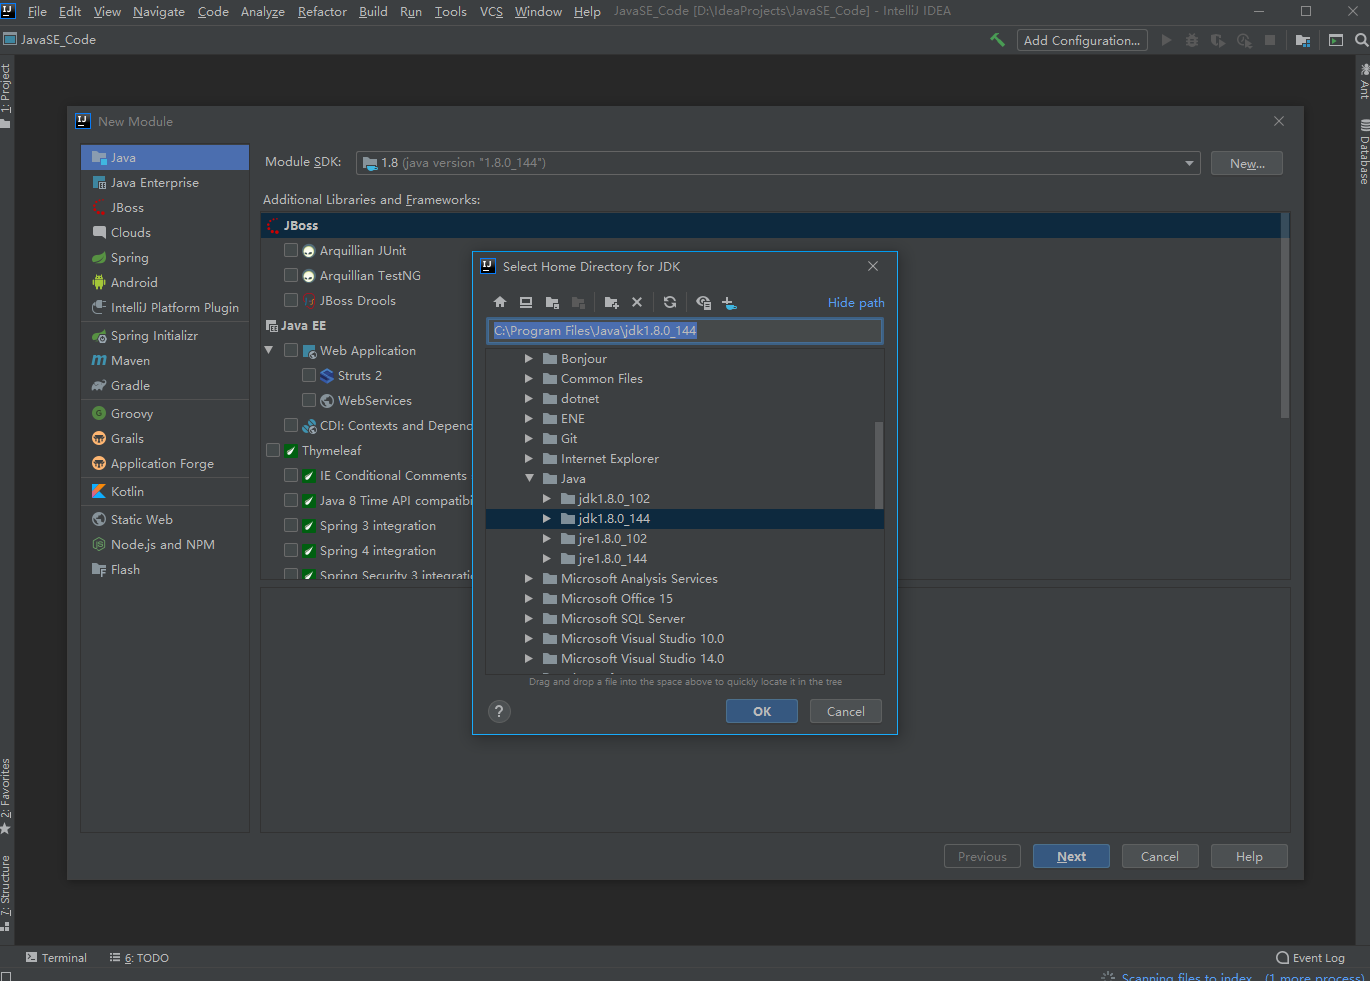 File Edit View Navigate Code Analyze Refactor Build Run Tools VCS Window Help JavaSE_Code [D:\IdeaProjects\JavaSE_Code] - IntelliJ IDEA
JavaSE_Code
Add Configuration...
1: Project
Ant
Database
New Module
Java
Java Enterprise
JBoss
Clouds
Spring
Android
IntelliJ Platform Plugin
Spring Initializr
Maven
Gradle
Groovy
Grails
Application Forge
Kotlin
Static Web
Node.js and NPM
Flash
Module SDK: 1.8 (java version "1.8.0_144") New...
Additional Libraries and Frameworks:
JBoss
Arquillian JUnit
Arquillian TestNG
JBoss Drools
Java EE
Web Application
Struts 2
WebServices
CDI: Contexts and Depend
Thymeleaf
IE Conditional Comments
Java 8 Time API compatibi
Spring 3 integration
Spring 4 integration
Spring Security 3 integratio
Select Home Directory for JDK
Hide path
C:\Program Files\Java\jdk1.8.0_144
Bonjour
Common Files
dotnet
ENE
Git
Internet Explorer
Java
jdk1.8.0_102
jdk1.8.0_144
jre1.8.0_102
jre1.8.0_144
Microsoft Analysis Services
Microsoft Office 15
Microsoft SQL Server
Microsoft Visual Studio 10.0
Microsoft Visual Studio 14.0
Drag and drop a file into the space above to quickly locate it in the tree
? OK Cancel
Previous Next Cancel Help
2: Favorites
7: Structure
Terminal 6: TODO Event Log
Scanning files to index... (1 more process)